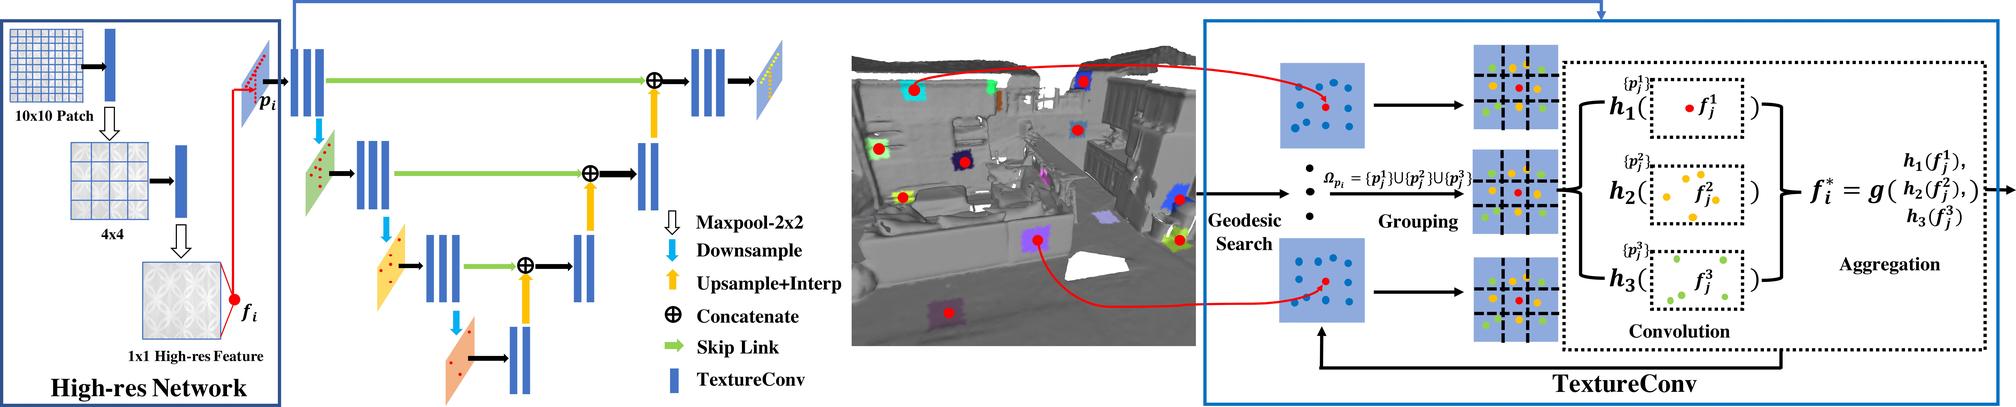 10x10 Patch
4x4
1x1 High-res Feature
f_i
p_i
High-res Network
Maxpool-2x2
Downsample
Upsample+Interp
Concatenate
Skip Link
TextureConv
Geodesic
Search
Ω_{p_i} = {p_j^1}∪{p_j^2}∪{p_j^3}
Grouping
{p_j^1}
h_1( f_j^1 )
{p_j^2}
h_2( f_j^2 )
{p_j^3}
h_3( f_j^3 )
Convolution
f_i^* = g( h_1(f_j^1), h_2(f_j^2), h_3(f_j^3) )
Aggregation
TextureConv